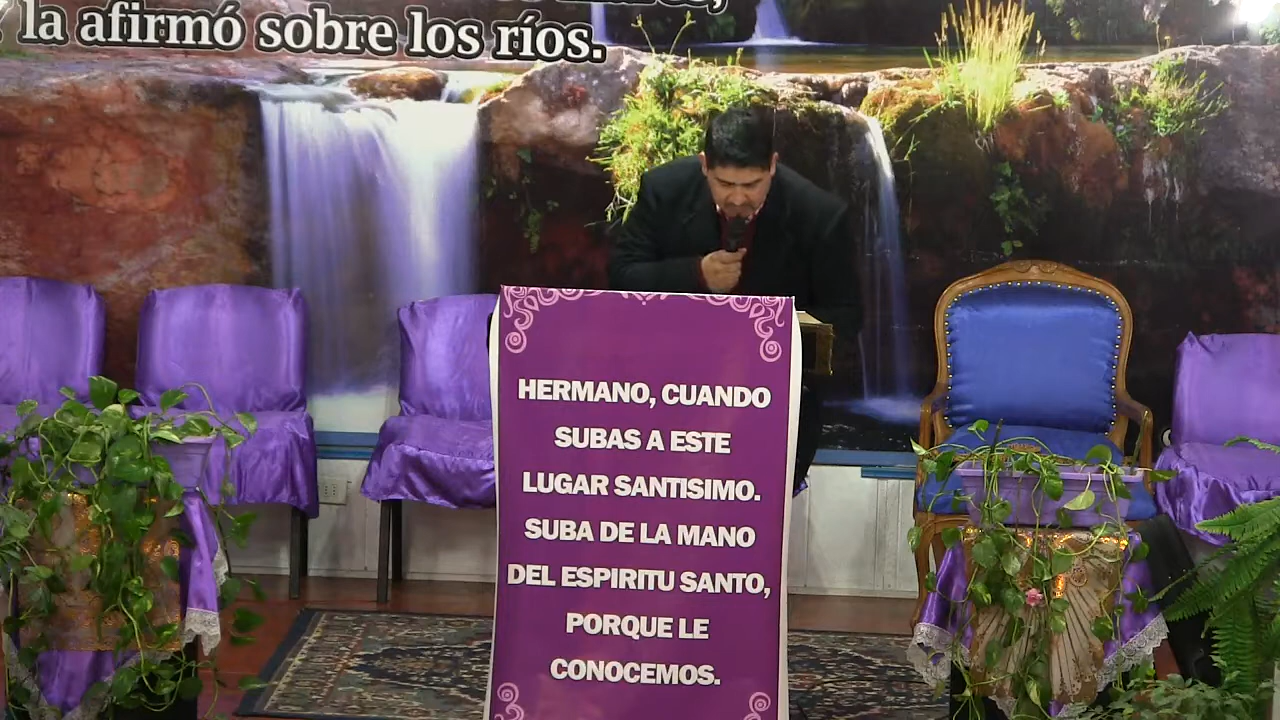 la afirmó sobre los ríos.
HERMANO, CUANDO
SUBAS A ESTE
LUGAR SANTISIMO.
SUBA DE LA MANO
DEL ESPIRITU SANTO,
PORQUE LE
CONOCEMOS.